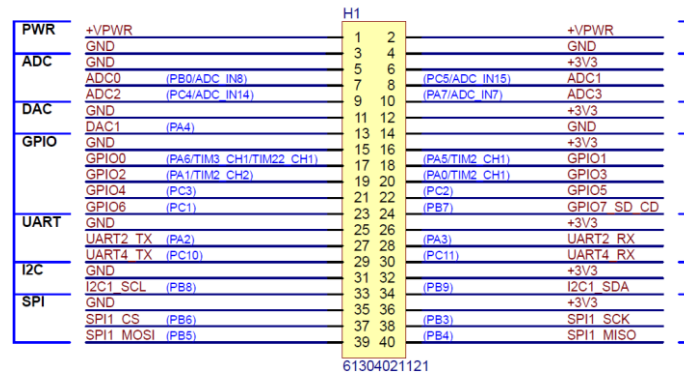 H1
PWR +VPWR 1 2 +VPWR
GND 3 4 GND
ADC GND 5 6 +3V3
ADC0 (PB0/ADC_IN8) 7 8 (PC5/ADC_IN15) ADC1
ADC2 (PC4/ADC_IN14) 9 10 (PA7/ADC_IN7) ADC3
DAC GND 11 12 +3V3
DAC1 (PA4) 13 14 GND
GPIO GND 15 16 +3V3
GPIO0 (PA6/TIM3_CH1/TIM22_CH1) 17 18 (PA5/TIM2_CH1) GPIO1
GPIO2 (PA1/TIM2_CH2) 19 20 (PA0/TIM2_CH1) GPIO3
GPIO4 (PC3) 21 22 (PC2) GPIO5
GPIO6 (PC1) 23 24 (PB7) GPIO7_SD_CD
UART GND 25 26 +3V3
UART2_TX (PA2) 27 28 (PA3) UART2_RX
UART4_TX (PC10) 29 30 (PC11) UART4_RX
I2C GND 31 32 +3V3
I2C1_SCL (PB8) 33 34 (PB9) I2C1_SDA
SPI GND 35 36 +3V3
SPI1_CS (PB6) 37 38 (PB3) SPI1_SCK
SPI1_MOSI (PB5) 39 40 (PB4) SPI1_MISO
61304021121